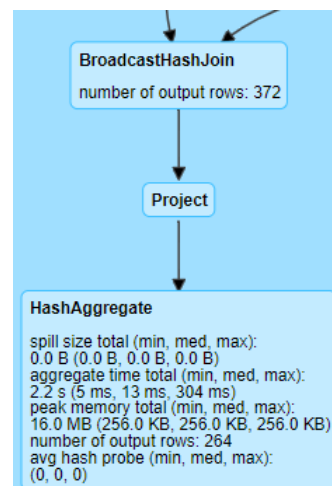 BroadcastHashJoin
number of output rows: 372
Project
HashAggregate
spill size total (min, med, max):
0.0 B (0.0 B, 0.0 B, 0.0 B)
aggregate time total (min, med, max):
2.2 s (5 ms, 13 ms, 304 ms)
peak memory total (min, med, max):
16.0 MB (256.0 KB, 256.0 KB, 256.0 KB)
number of output rows: 264
avg hash probe (min, med, max):
(0, 0, 0)